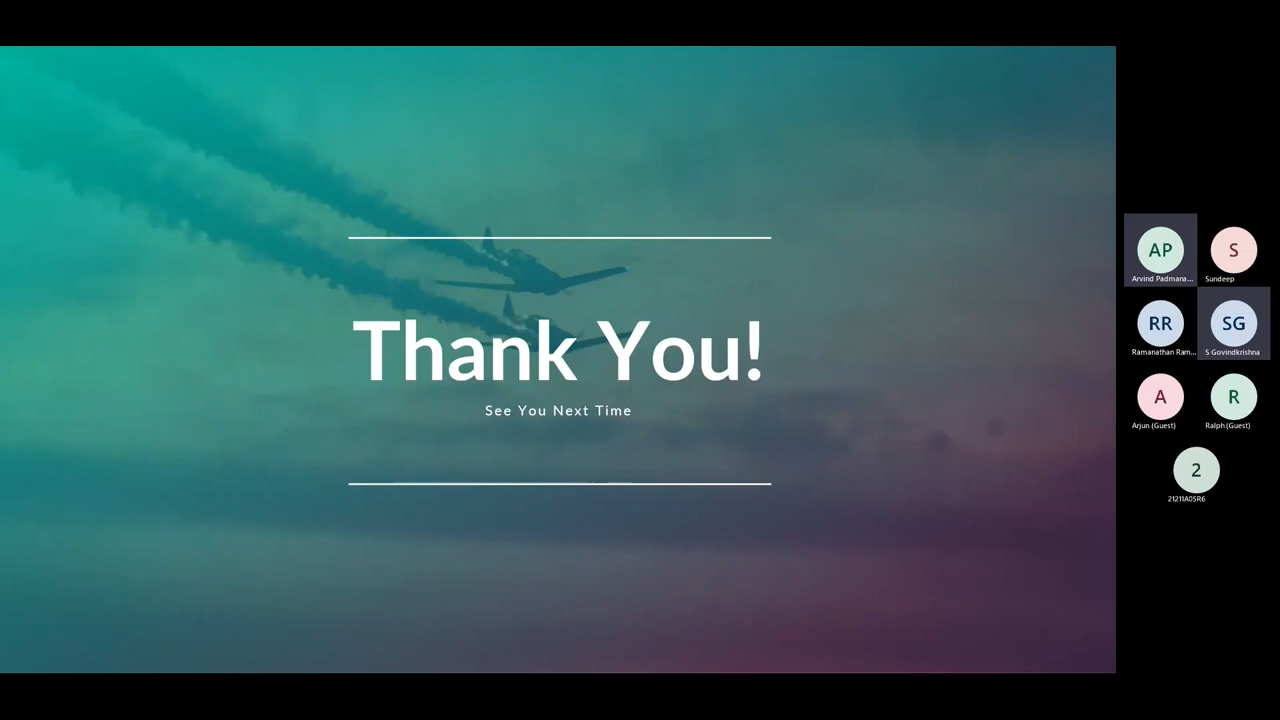 Thank You!
See You Next Time
AP
Arvind Padmana...
S
Sundeep
RR
Ramanathan Ram...
SG
S Govindkrishna
A
Arjun (Guest)
R
Ralph (Guest)
2
21211A05R6